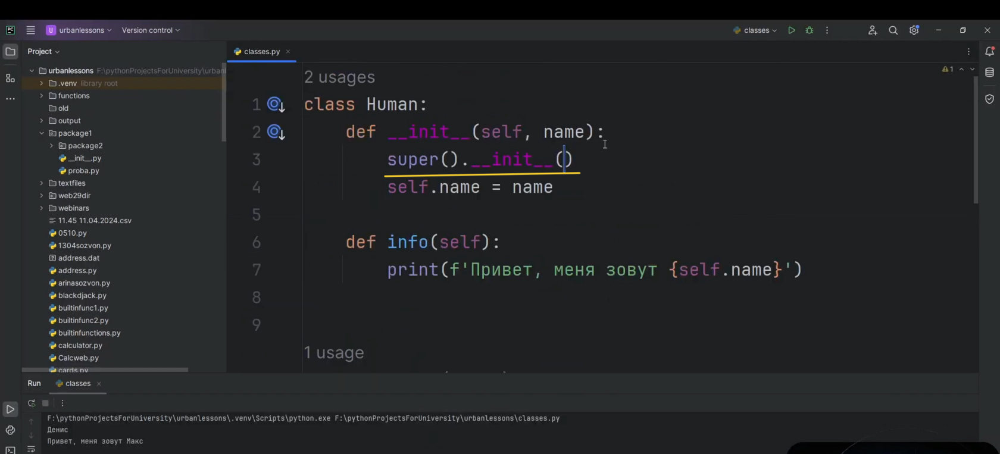 PC
U urbanlessons
Version control
classes
Project
classes.py
urbanlessons F:\pythonProjectsForUniversity\urbanl
.venv library root
functions
old
output
package1
package2
__init__.py
proba.py
textfiles
web29dir
webinars
11.45 11.04.2024.csv
0510.py
1304sozvon.py
address.dat
address.py
arinasozvon.py
blackdjack.py
builtinfunc1.py
builtinfunc2.py
builtinfunctions.py
calculator.py
Calcweb.py
cards.py
1
2 usages
1 class Human:
2 def __init__(self, name):
3 super().__init__()
4 self.name = name
5
6 def info(self):
7 print(f'Привет, меня зовут {self.name}')
8
9
1 usage
Run
classes
F:\pythonProjectsForUniversity\urbanlessons\.venv\Scripts\python.exe F:\pythonProjectsForUniversity\urbanlessons\classes.py
Денис
Привет, меня зовут Макс